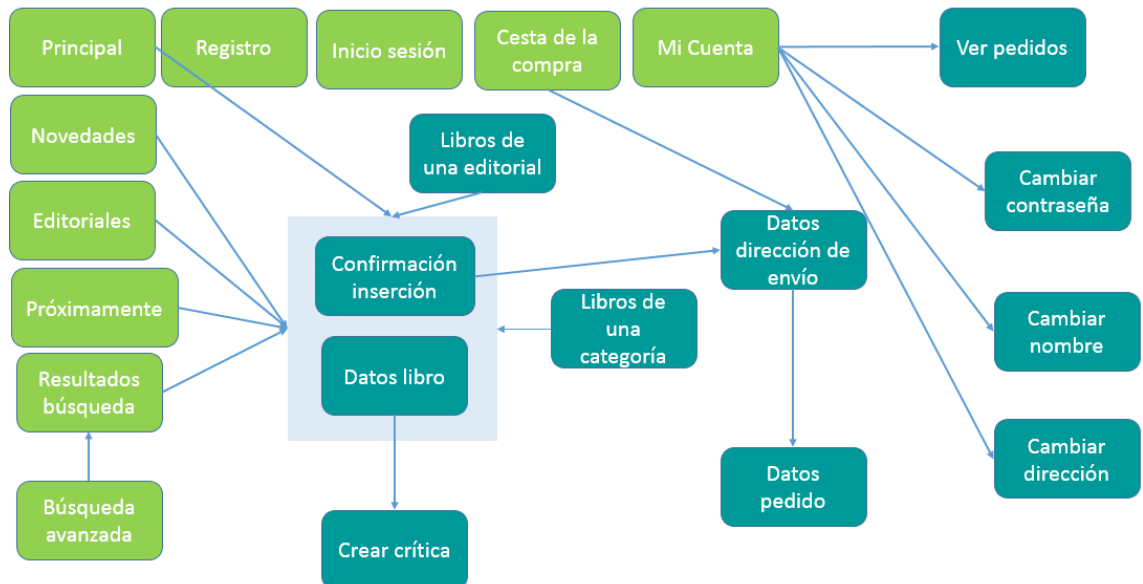 Principal
Registro
Inicio sesión
Cesta de la
compra
Mi Cuenta
Ver pedidos
Novedades
Libros de
una editorial
Cambiar
contraseña
Editoriales
Datos
dirección de
envío
Confirmación
inserción
Próximamente
Libros de
una
categoría
Cambiar
nombre
Resultados
búsqueda
Datos libro
Cambiar
dirección
Datos
pedido
Búsqueda
avanzada
Crear crítica